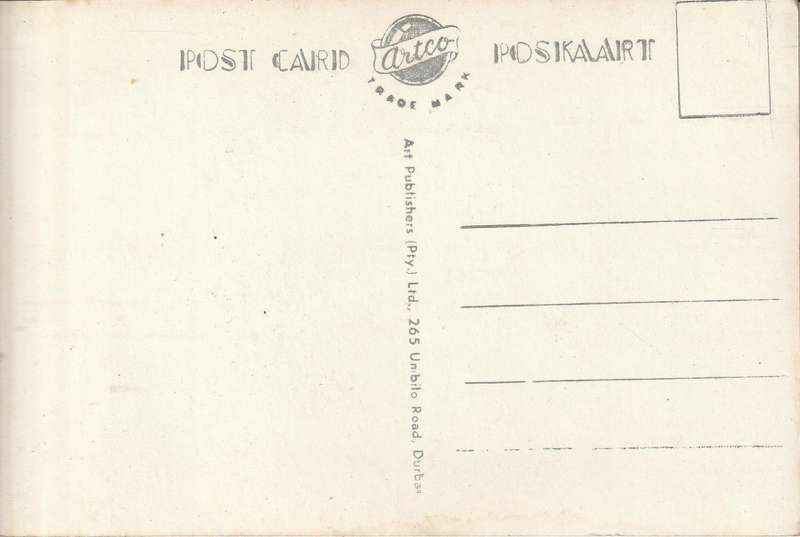 POST CARD
Artco
TRADE MARK
POSKAART
Art Publishers (Pty.) Ltd., 265 Umbilo Road, Durban